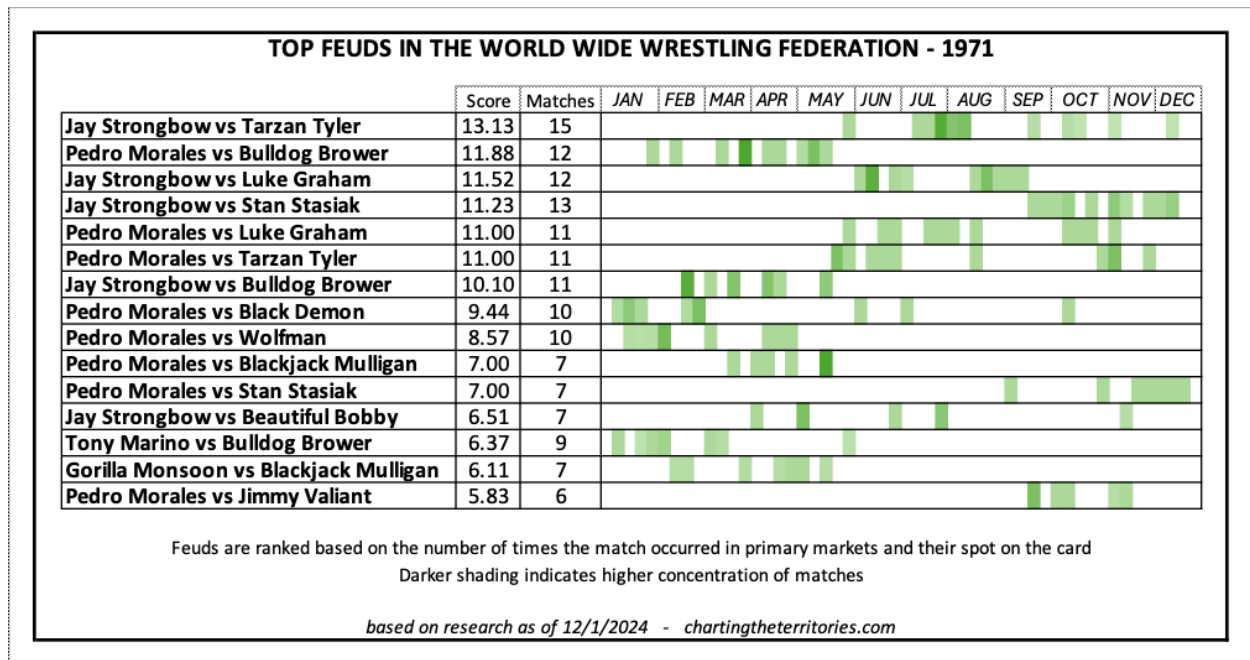 TOP FEUDS IN THE WORLD WIDE WRESTLING FEDERATION - 1971
Score Matches JAN FEB MAR APR MAY JUN JUL AUG SEP OCT NOV DEC
Jay Strongbow vs Tarzan Tyler 13.13 15
Pedro Morales vs Bulldog Brower 11.88 12
Jay Strongbow vs Luke Graham 11.52 12
Jay Strongbow vs Stan Stasiak 11.23 13
Pedro Morales vs Luke Graham 11.00 11
Pedro Morales vs Tarzan Tyler 11.00 11
Jay Strongbow vs Bulldog Brower 10.10 11
Pedro Morales vs Black Demon 9.44 10
Pedro Morales vs Wolfman 8.57 10
Pedro Morales vs Blackjack Mulligan 7.00 7
Pedro Morales vs Stan Stasiak 7.00 7
Jay Strongbow vs Beautiful Bobby 6.51 7
Tony Marino vs Bulldog Brower 6.37 9
Gorilla Monsoon vs Blackjack Mulligan 6.11 7
Pedro Morales vs Jimmy Valiant 5.83 6
Feuds are ranked based on the number of times the match occurred in primary markets and their spot on the card
Darker shading indicates higher concentration of matches
based on research as of 12/1/2024 - chartingtheterritories.com